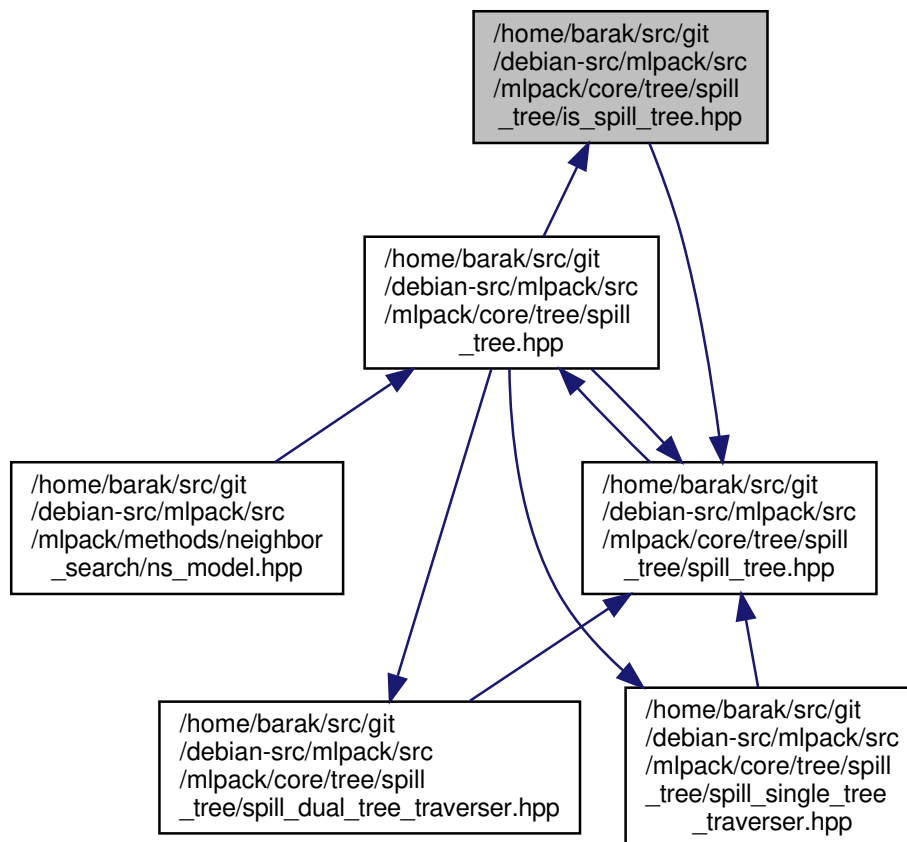 /home/barak/src/git
/debian-src/mlpack/src
/mlpack/core/tree/spill
_tree/is_spill_tree.hpp
/home/barak/src/git
/debian-src/mlpack/src
/mlpack/core/tree/spill
_tree.hpp
/home/barak/src/git
/debian-src/mlpack/src
/mlpack/methods/neighbor
_search/ns_model.hpp
/home/barak/src/git
/debian-src/mlpack/src
/mlpack/core/tree/spill
_tree/spill_tree.hpp
/home/barak/src/git
/debian-src/mlpack/src
/mlpack/core/tree/spill
_tree/spill_dual_tree_traverser.hpp
/home/barak/src/git
/debian-src/mlpack/src
/mlpack/core/tree/spill
_tree/spill_single_tree
_traverser.hpp